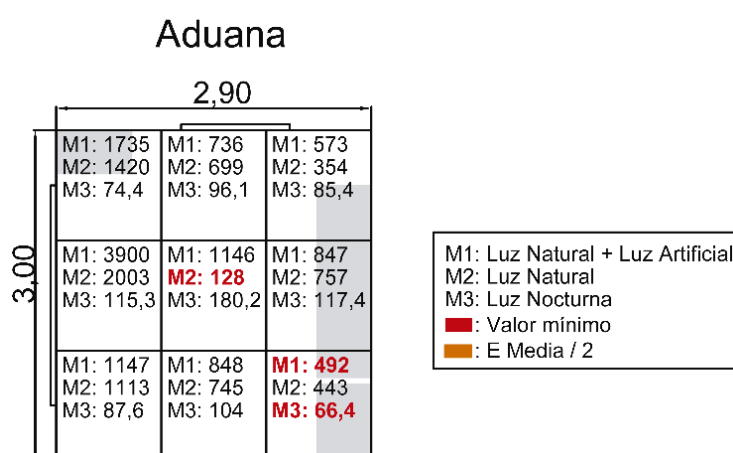 Aduana
2,90
3,00
M1: 1735 M1: 736 M1: 573
M2: 1420 M2: 699 M2: 354
M3: 74,4 M3: 96,1 M3: 85,4
M1: 3900 M1: 1146 M1: 847
M2: 2003 M2: 128 M2: 757
M3: 115,3 M3: 180,2 M3: 117,4
M1: 1147 M1: 848 M1: 492
M2: 1113 M2: 745 M2: 443
M3: 87,6 M3: 104 M3: 66,4
M1: Luz Natural + Luz Artificial
M2: Luz Natural
M3: Luz Nocturna
: Valor mínimo
: E Media / 2